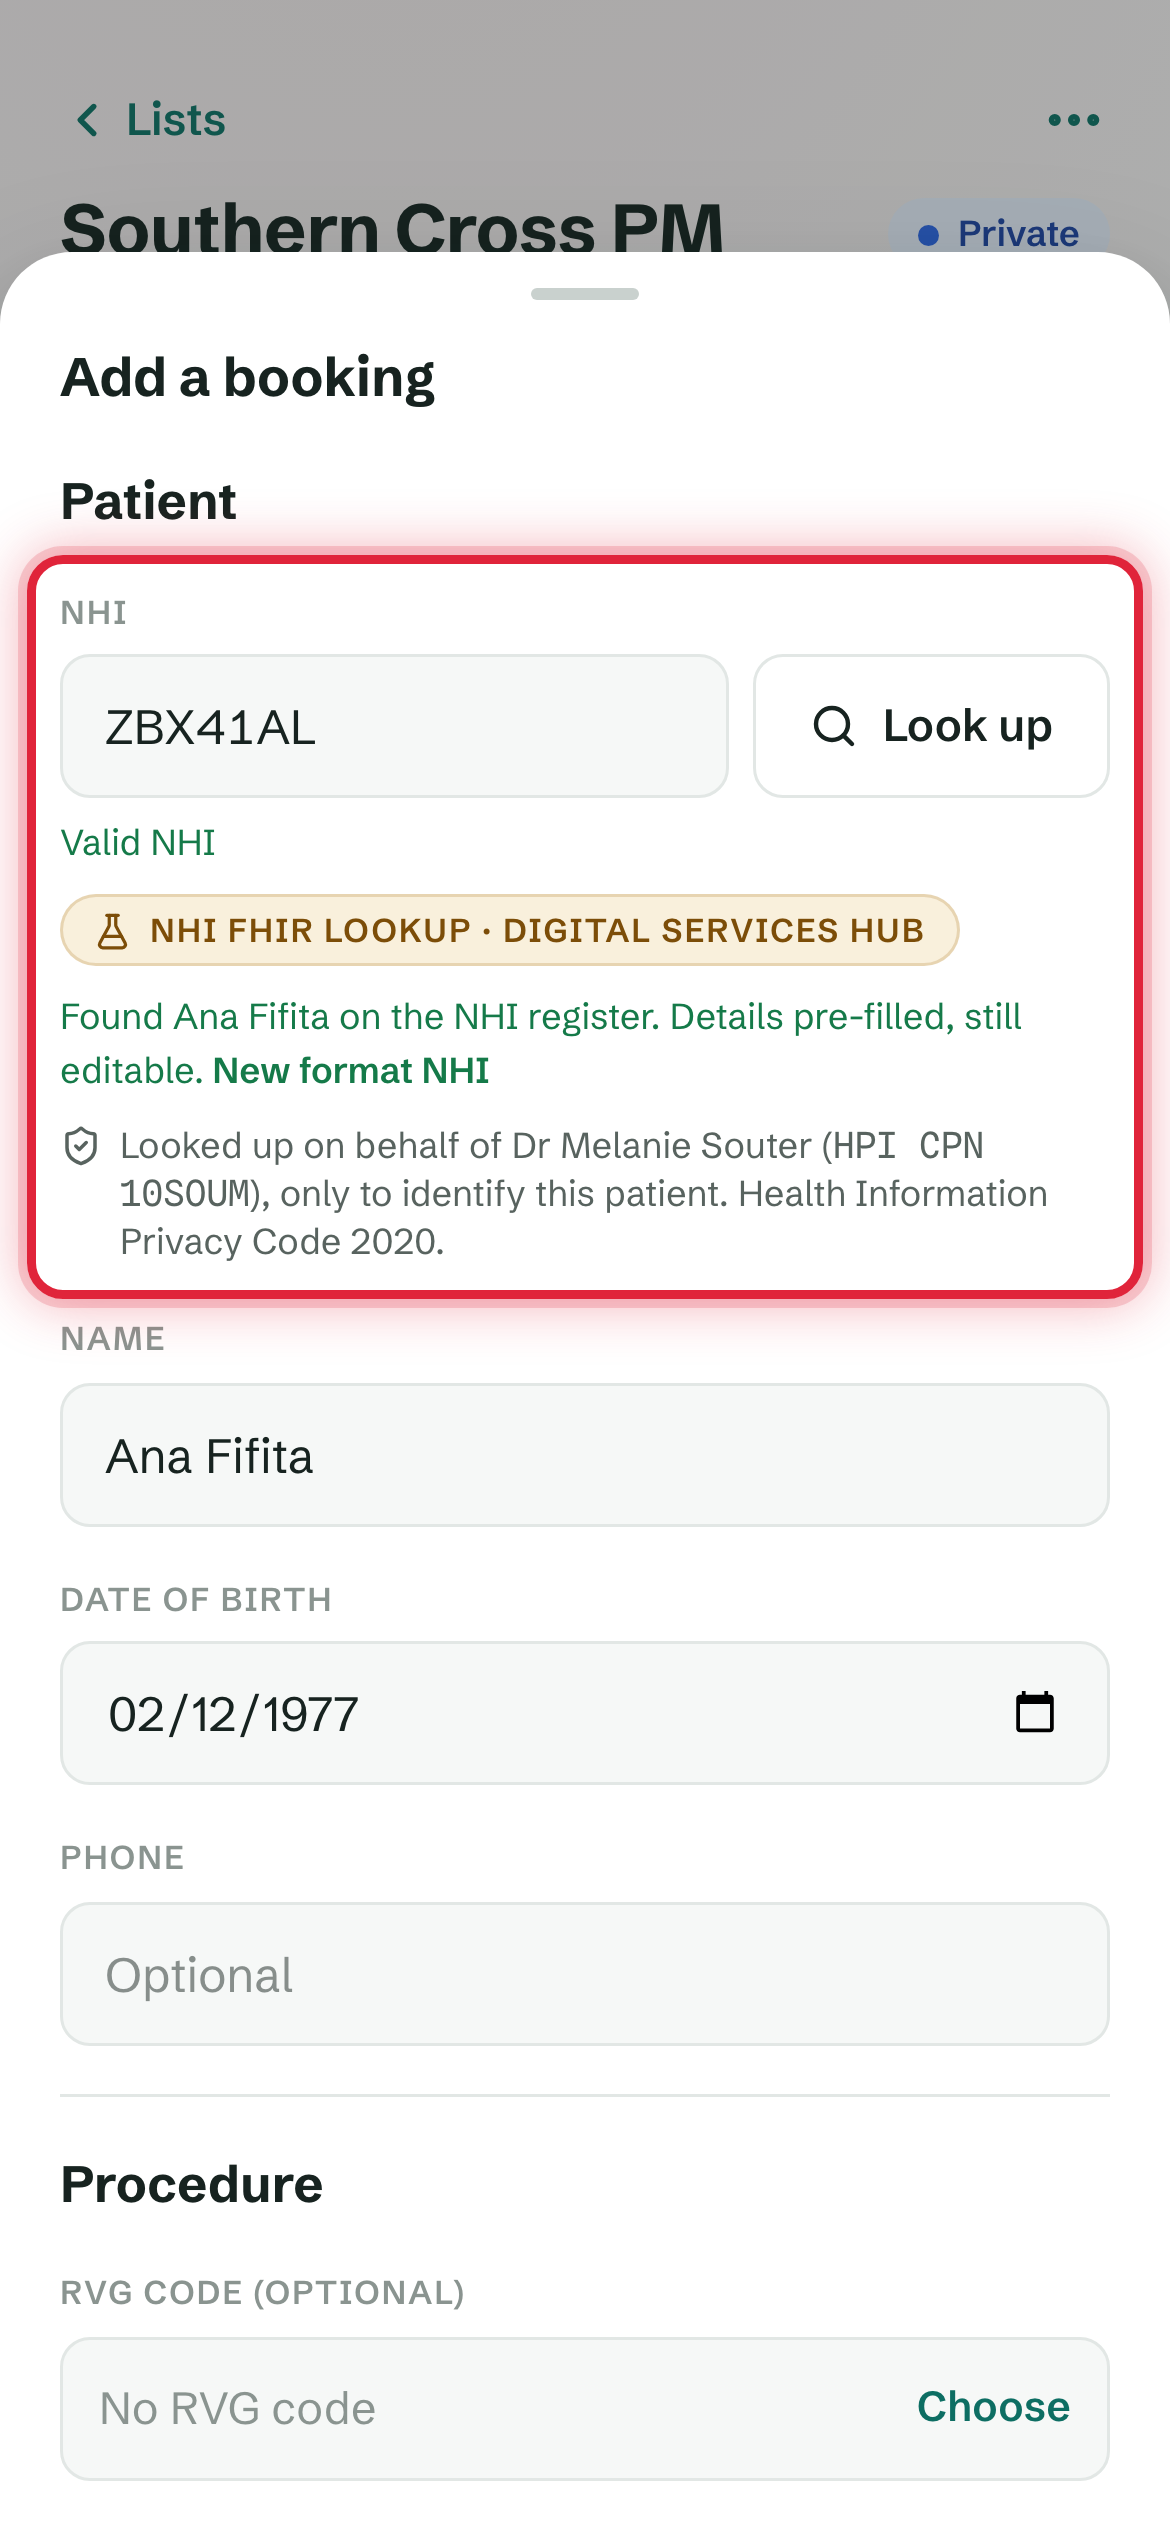 Lists
Southern Cross PM
Private
Add a booking
Patient
NHI
ZBX41AL
Look up
Valid NHI
NHI FHIR LOOKUP · DIGITAL SERVICES HUB
Found Ana Fifita on the NHI register. Details pre-filled, still
editable. New format NHI
Looked up on behalf of Dr Melanie Souter (HPI CPN
10SOUM), only to identify this patient. Health Information
Privacy Code 2020.
NAME
Ana Fifita
DATE OF BIRTH
02/12/1977
PHONE
Optional
Procedure
RVG CODE (OPTIONAL)
No RVG code
Choose